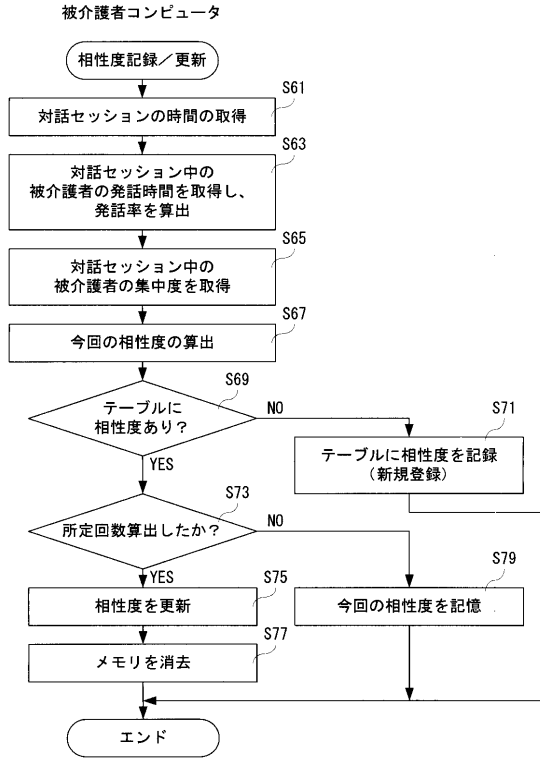 被介護者コンピュータ
相性度記録／更新
S61
対話セッションの時間の取得
S63
対話セッション中の
被介護者の発話時間を取得し、
発話率を算出
S65
対話セッション中の
被介護者の集中度を取得
S67
今回の相性度の算出
S69
テーブルに
相性度あり？
NO
S71
テーブルに相性度を記録
（新規登録）
YES
S73
所定回数算出したか？
NO
YES
S75
相性度を更新
S79
今回の相性度を記憶
S77
メモリを消去
エンド